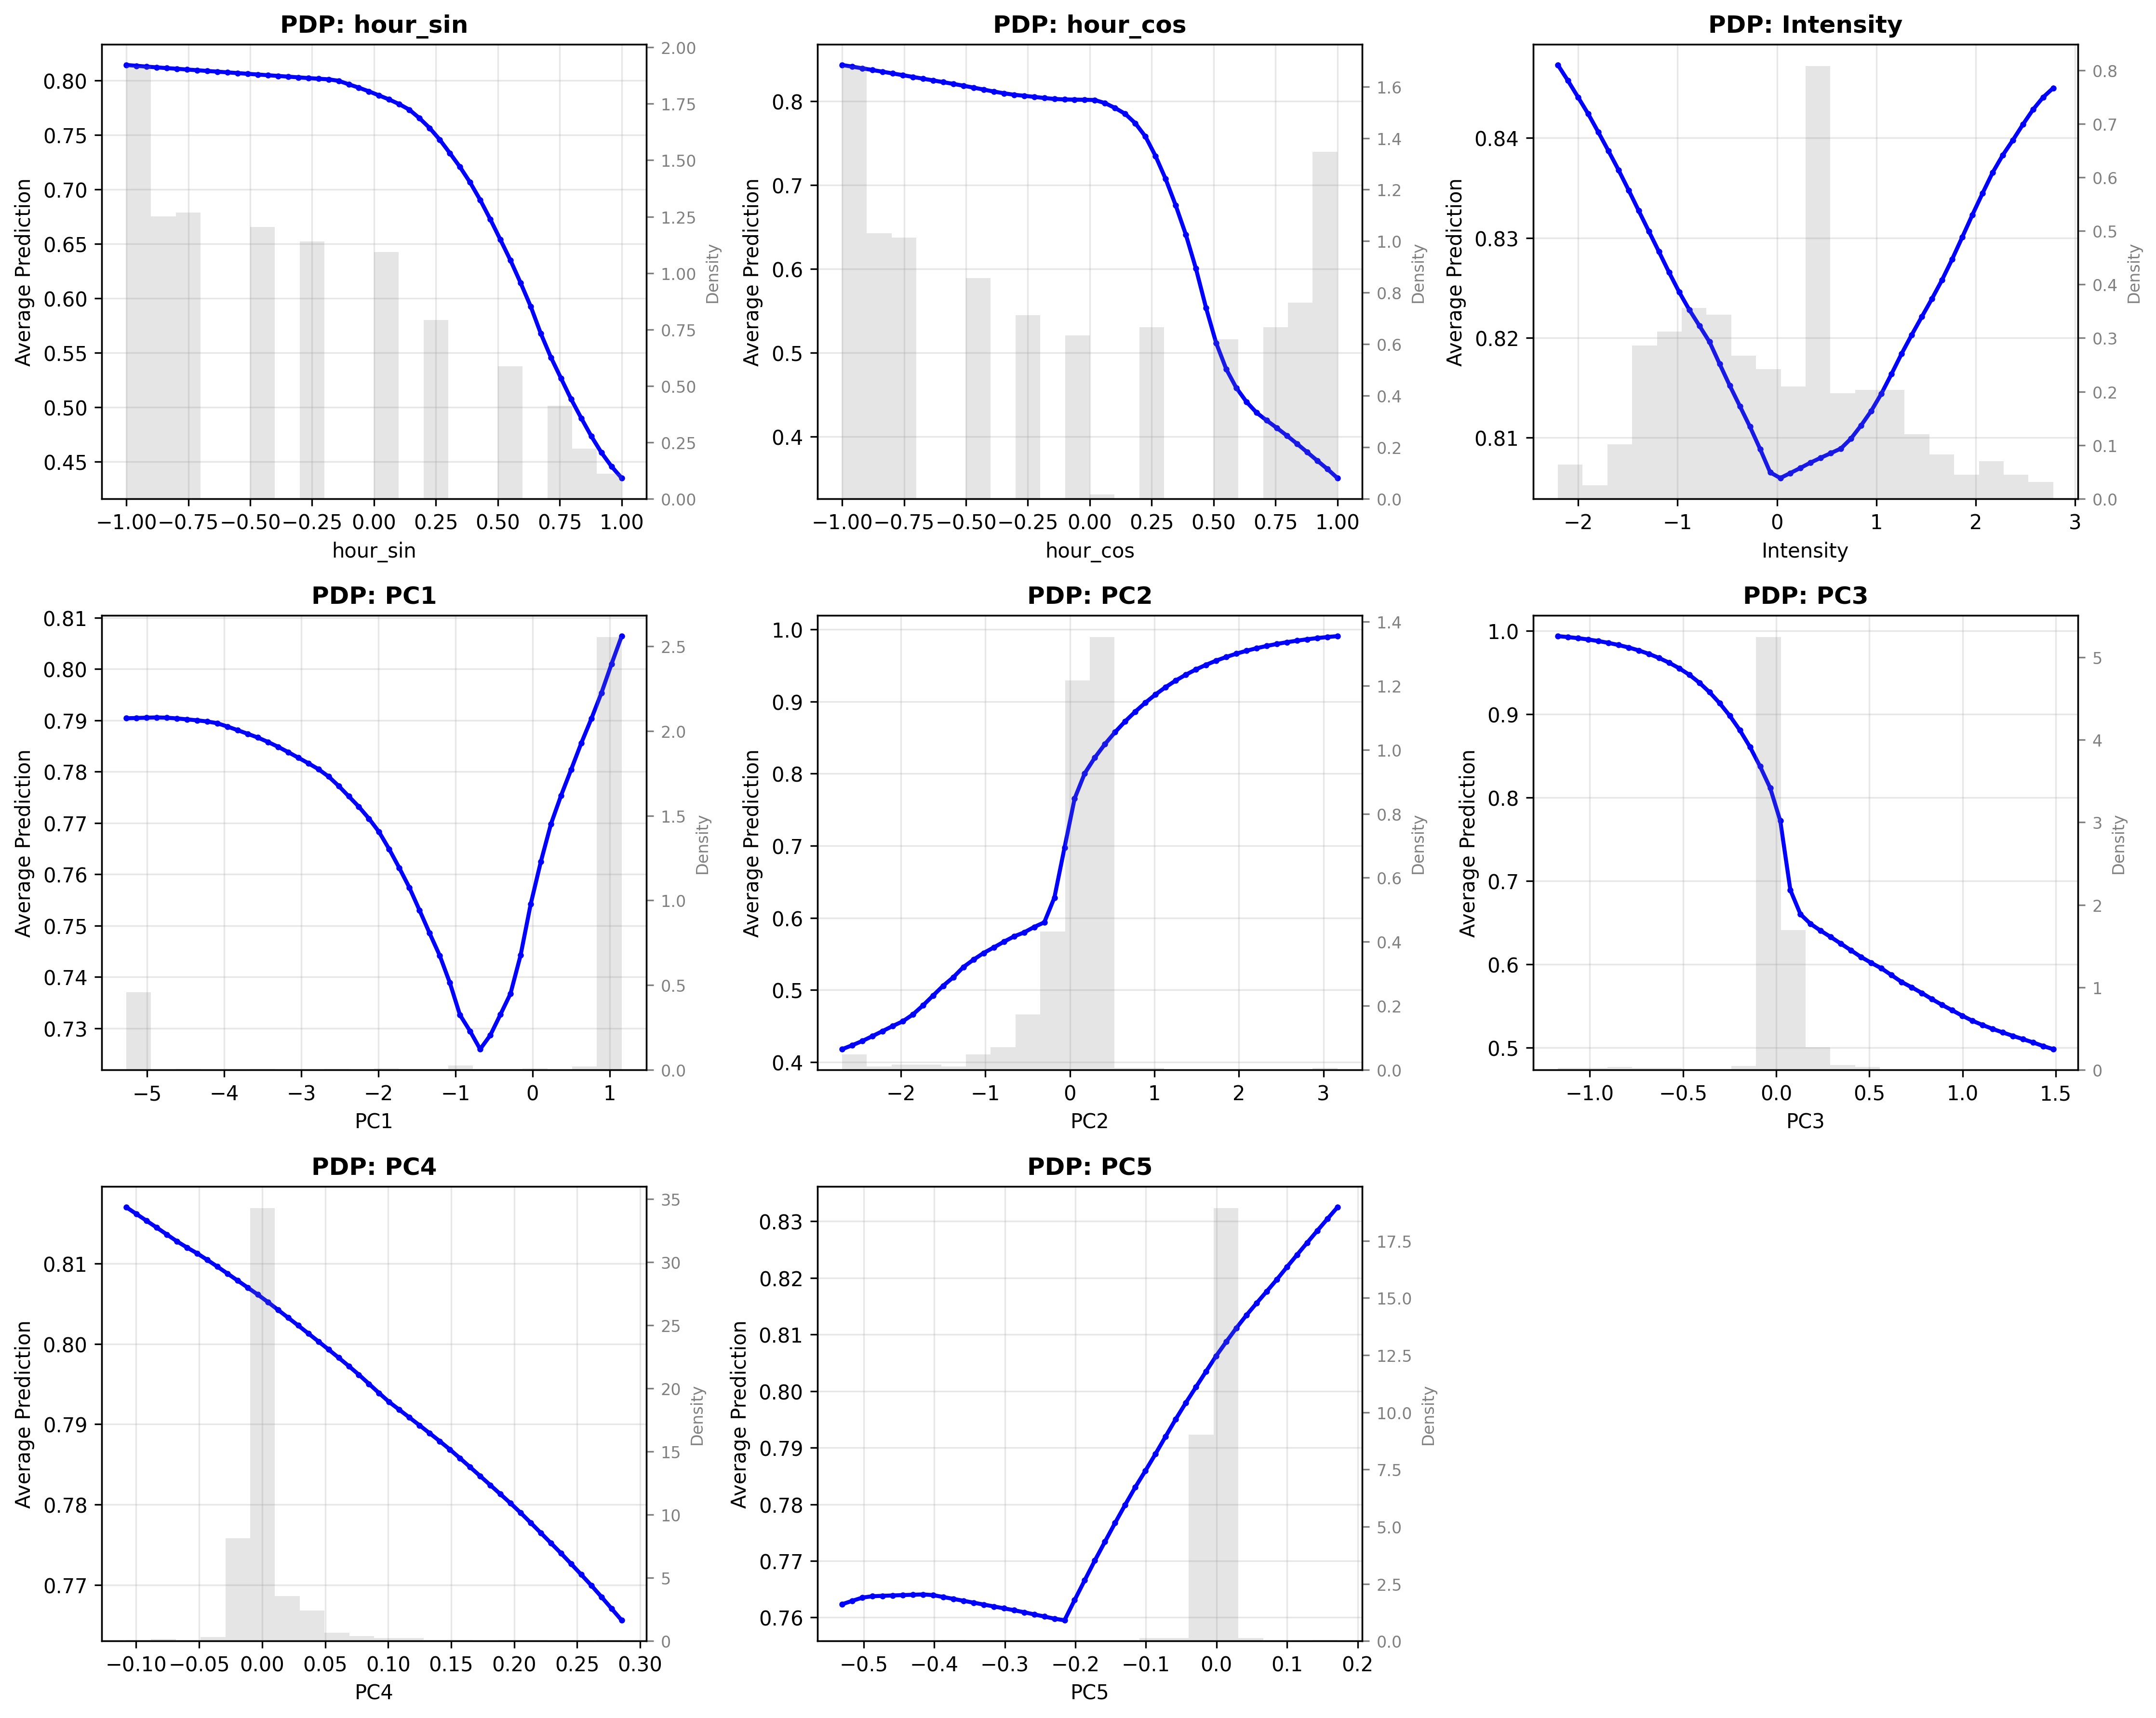 PDP: hour_sin
Average Prediction
0.80
0.75
0.70
0.65
0.60
0.55
0.50
0.45
2.00
1.75
1.50
1.25
1.00
0.75
0.50
0.25
0.00
Density
−1.00 −0.75 −0.50 −0.25 0.00 0.25 0.50 0.75 1.00
hour_sin
PDP: hour_cos
Average Prediction
0.8
0.7
0.6
0.5
0.4
1.6
1.4
1.2
1.0
0.8
0.6
0.4
0.2
0.0
Density
−1.00 −0.75 −0.50 −0.25 0.00 0.25 0.50 0.75 1.00
hour_cos
PDP: Intensity
Average Prediction
0.84
0.83
0.82
0.81
0.8
0.7
0.6
0.5
0.4
0.3
0.2
0.1
0.0
Density
−2 −1 0 1 2 3
Intensity
PDP: PC1
Average Prediction
0.81
0.80
0.79
0.78
0.77
0.76
0.75
0.74
0.73
2.5
2.0
1.5
1.0
0.5
0.0
Density
−5 −4 −3 −2 −1 0 1
PC1
PDP: PC2
Average Prediction
1.0
0.9
0.8
0.7
0.6
0.5
0.4
1.4
1.2
1.0
0.8
0.6
0.4
0.2
0.0
Density
−2 −1 0 1 2 3
PC2
PDP: PC3
Average Prediction
1.0
0.9
0.8
0.7
0.6
0.5
5
4
3
2
1
0
Density
−1.0 −0.5 0.0 0.5 1.0 1.5
PC3
PDP: PC4
Average Prediction
0.81
0.80
0.79
0.78
0.77
35
30
25
20
15
10
5
0
Density
−0.10 −0.05 0.00 0.05 0.10 0.15 0.20 0.25 0.30
PC4
PDP: PC5
Average Prediction
0.83
0.82
0.81
0.80
0.79
0.78
0.77
0.76
17.5
15.0
12.5
10.0
7.5
5.0
2.5
0.0
Density
−0.5 −0.4 −0.3 −0.2 −0.1 0.0 0.1 0.2
PC5